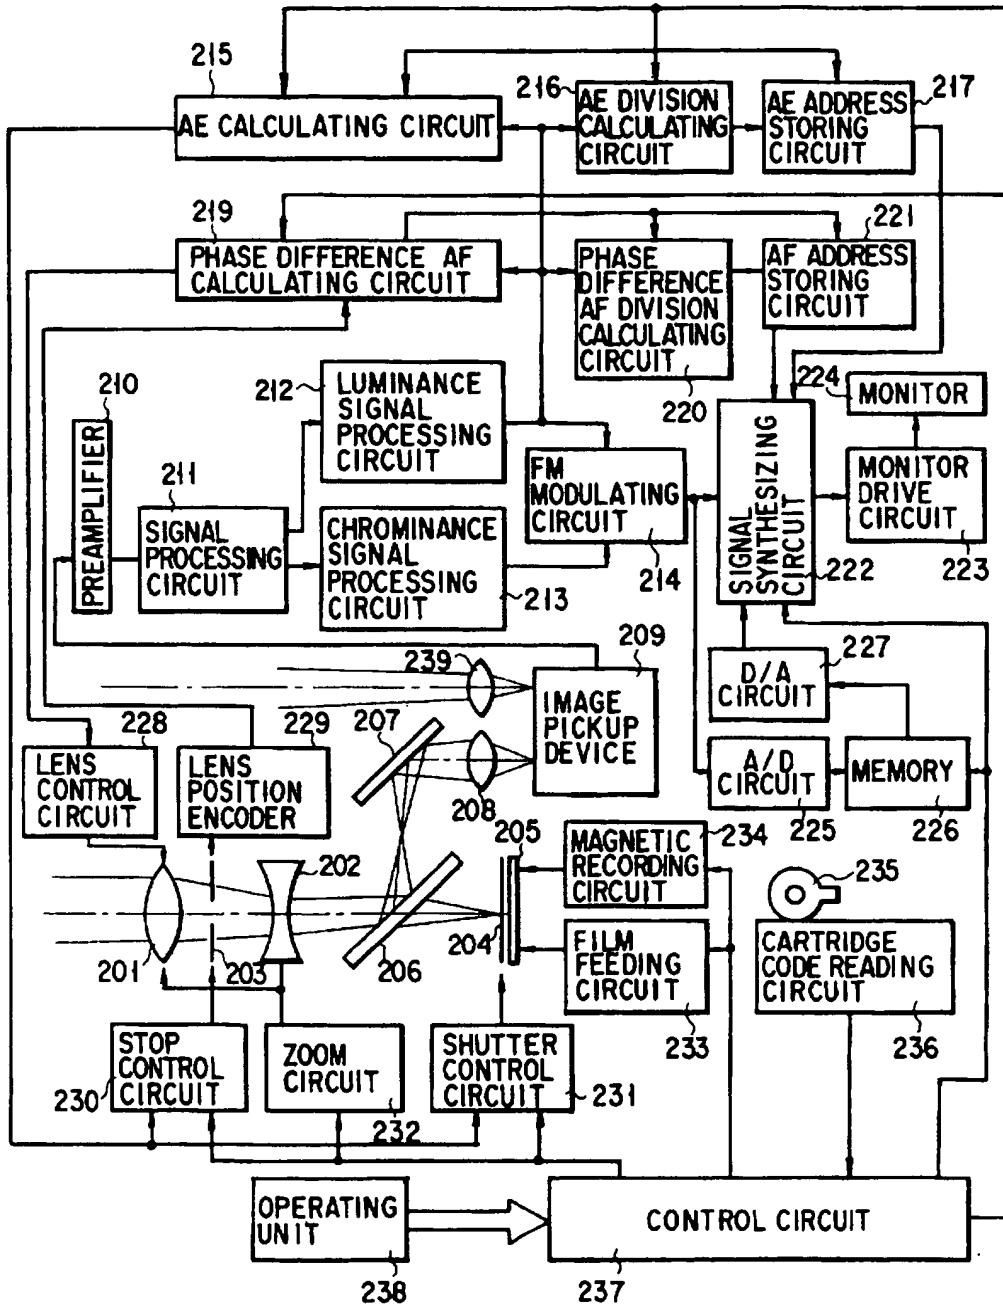 215
AE CALCULATING CIRCUIT
216
AE DIVISION
CALCULATING
CIRCUIT
AE ADDRESS
STORING
CIRCUIT
217
219
PHASE DIFFERENCE AF
CALCULATING CIRCUIT
PHASE
DIFFERENCE
AF DIVISION
CALCULATING
CIRCUIT
220
221
AF ADDRESS
STORING
CIRCUIT
210
PREAMPLIFIER
211
SIGNAL
PROCESSING
CIRCUIT
212
LUMINANCE
SIGNAL
PROCESSING
CIRCUIT
CHROMINANCE
SIGNAL
PROCESSING
CIRCUIT
213
FM
MODULATING
CIRCUIT
214
SIGNAL
SYNTHESIZING
CIRCUIT
222
224
MONITOR
MONITOR
DRIVE
CIRCUIT
223
239
209
IMAGE
PICKUP
DEVICE
207
208
D/A
CIRCUIT
227
A/D
CIRCUIT
225
MEMORY
226
228
LENS
CONTROL
CIRCUIT
229
LENS
POSITION
ENCODER
202
205
MAGNETIC
RECORDING
CIRCUIT
234
235
201
203
206
204
FILM
FEEDING
CIRCUIT
233
CARTRIDGE
CODE READING
CIRCUIT
236
STOP
CONTROL
CIRCUIT
230
ZOOM
CIRCUIT
232
SHUTTER
CONTROL
CIRCUIT
231
OPERATING
UNIT
238
CONTROL CIRCUIT
237